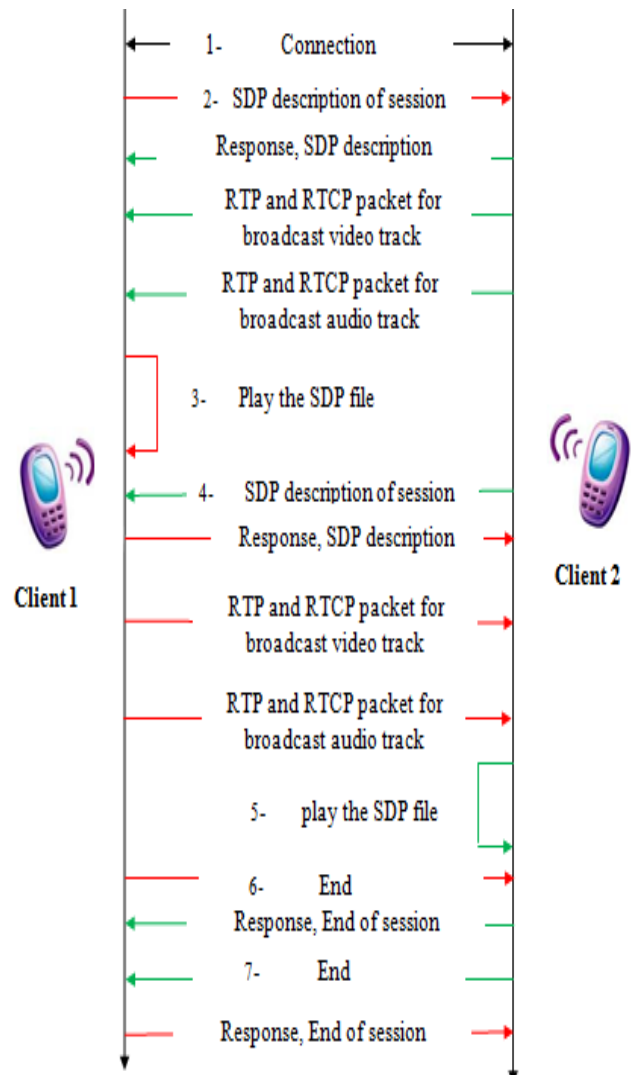 1- Connection
2- SDP description of session
Response, SDP description
RTP and RTCP packet for
broadcast video track
RTP and RTCP packet for
broadcast audio track
3- Play the SDP file
4- SDP description of session
Response, SDP description
Client 1
Client 2
RTP and RTCP packet for
broadcast video track
RTP and RTCP packet for
broadcast audio track
5- play the SDP file
6- End
Response, End of session
7- End
Response, End of session